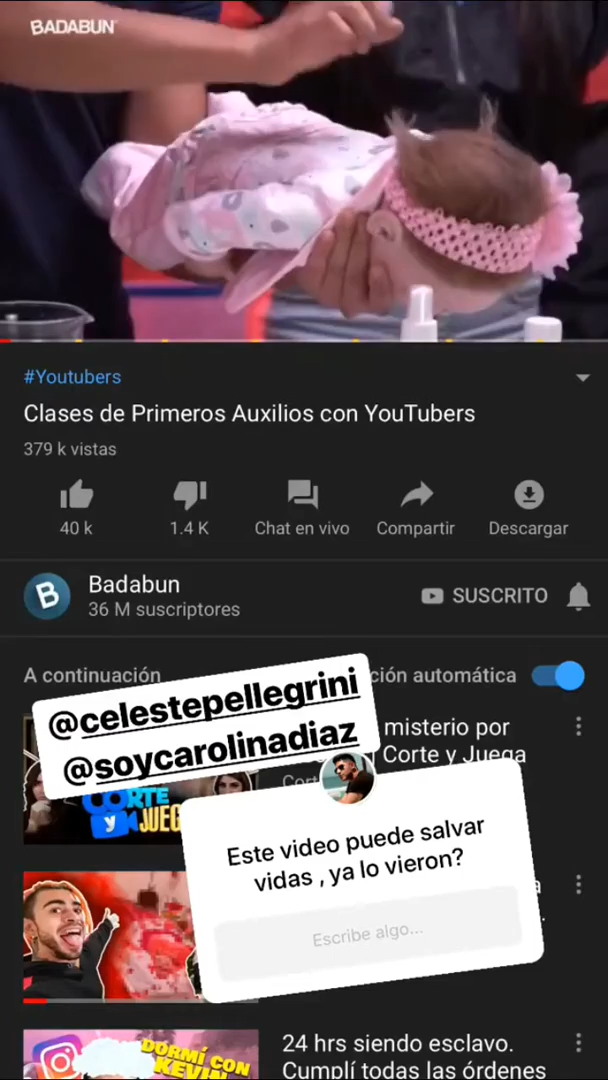 BADABUN
#Youtubers
Clases de Primeros Auxilios con YouTubers
379 k vistas
40 k
1.4 K
Chat en vivo
Compartir
Descargar
B
Badabun
36 M suscriptores
SUSCRITO
A continuación
ción automática
@celestepellegrini
@soycarolinadiaz
misterio por
Corte y Juega
Cort
CORTE
y JUEG
Este video puede salvar
vidas , ya lo vieron?
Escribe algo...
24 hrs siendo esclavo.
Cumplí todas las órdenes
DORMÍ CON
KEVIN